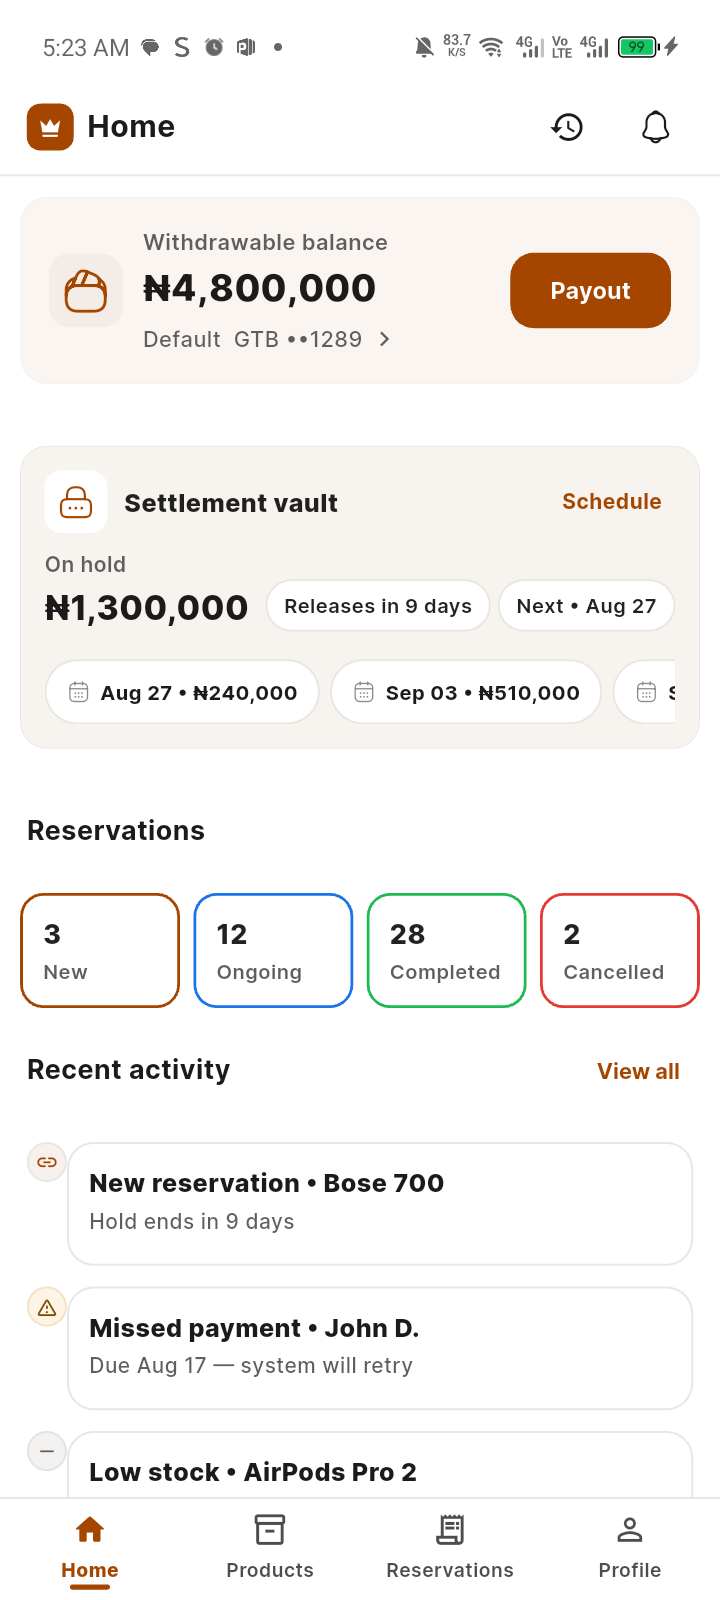 5:23 AM
83.7 K/S 4G Vo LTE 4G 99
Home
Withdrawable balance
₦4,800,000
Default GTB ••1289
Payout
Settlement vault
Schedule
On hold
₦1,300,000
Releases in 9 days
Next • Aug 27
Aug 27 • ₦240,000
Sep 03 • ₦510,000
Reservations
3
New
12
Ongoing
28
Completed
2
Cancelled
Recent activity
View all
New reservation • Bose 700
Hold ends in 9 days
Missed payment • John D.
Due Aug 17 — system will retry
Low stock • AirPods Pro 2
Home
Products
Reservations
Profile